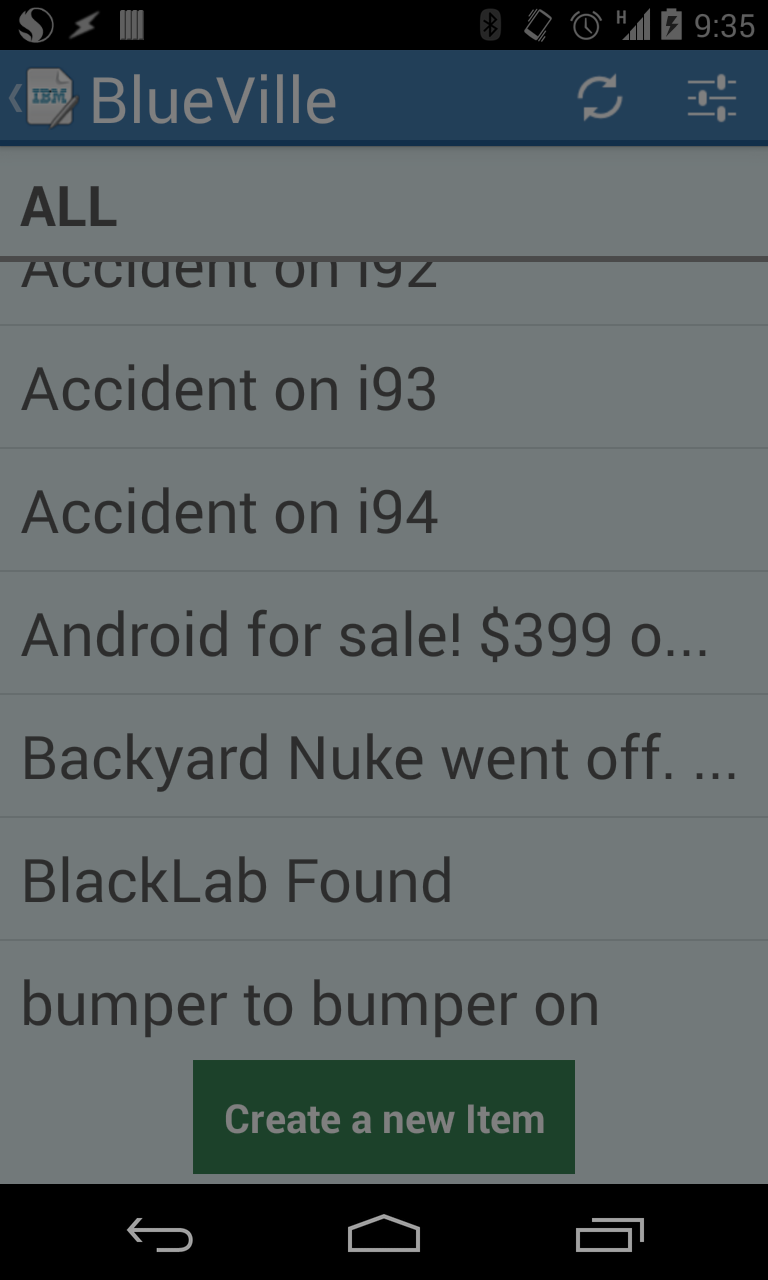 H 9:35
IBM BlueVille
ALL
Accident on i92
Accident on i93
Accident on i94
Android for sale! $399 o...
Backyard Nuke went off. ...
BlackLab Found
bumper to bumper on
Create a new Item